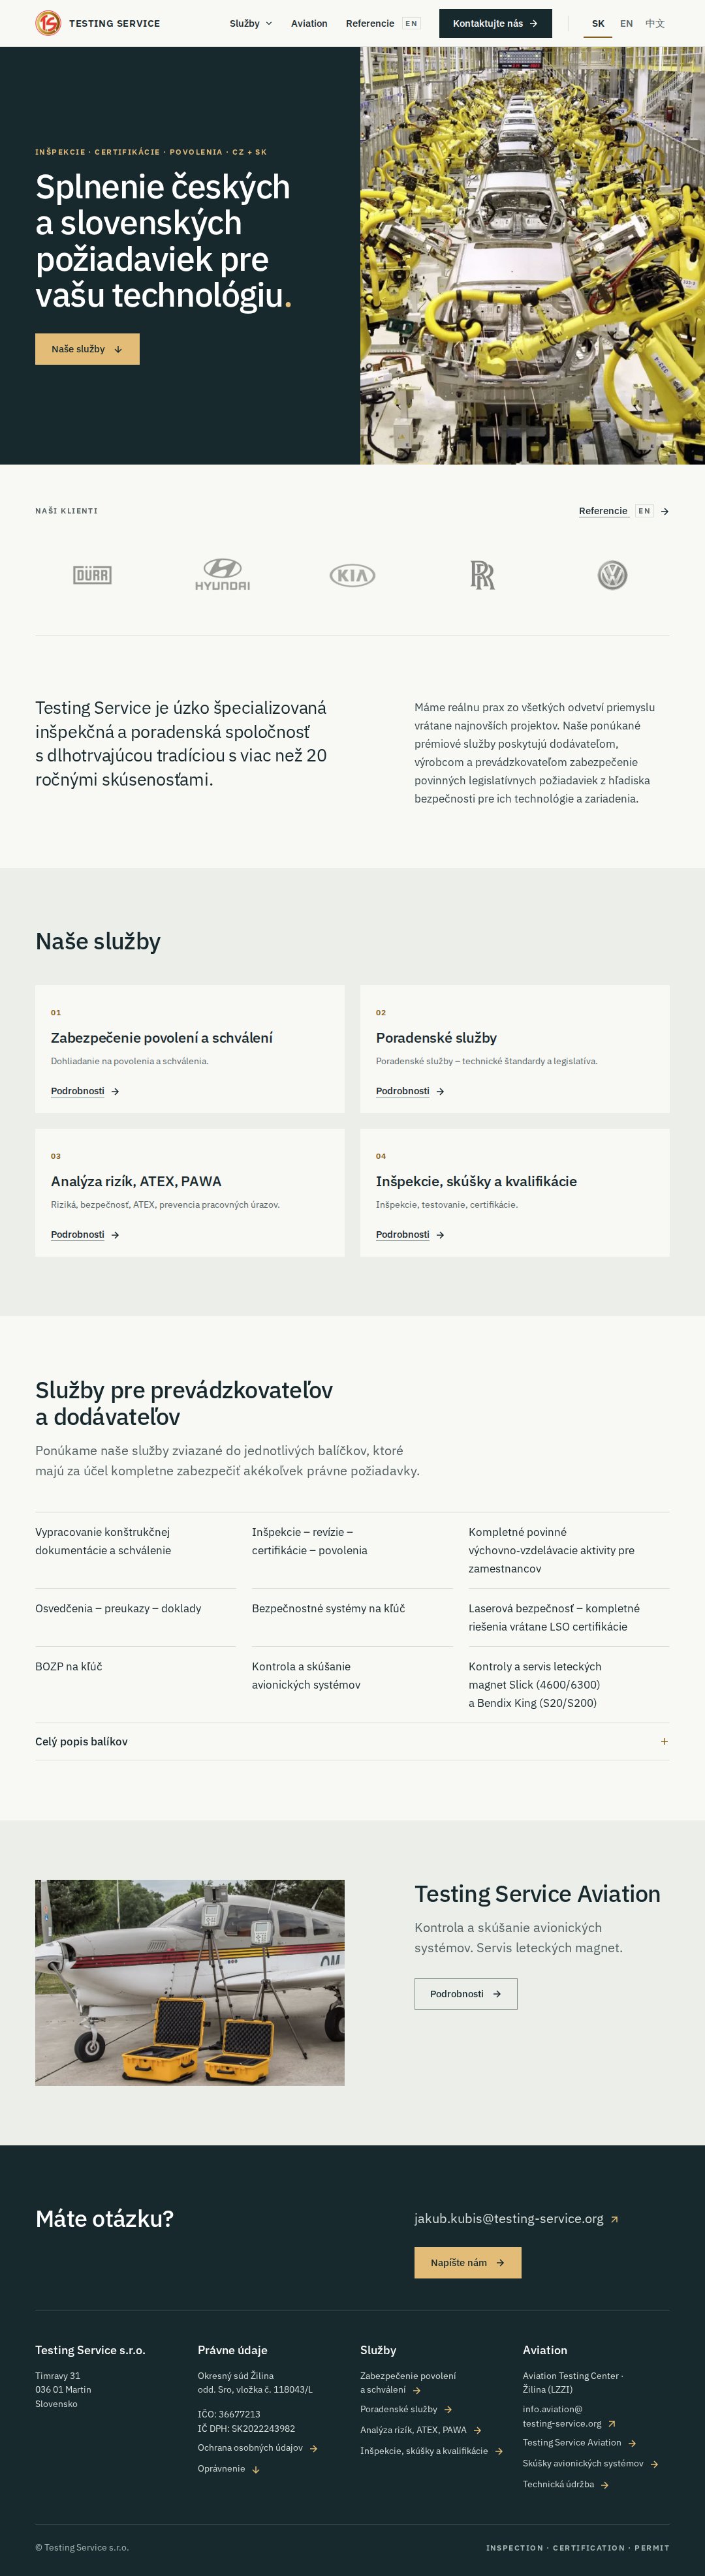 TESTING SERVICE
Služby
Aviation
Referencie EN
Kontaktujte nás
SK
EN
中文
INŠPEKCIE · CERTIFIKÁCIE · POVOLENIA · CZ + SK
Splnenie českých
a slovenských
požiadaviek pre
vašu technológiu.
Naše služby
NAŠI KLIENTI
Referencie EN
DÜRR
HYUNDAI
KIA
RR
VW
Testing Service je úzko špecializovaná
inšpekčná a poradenská spoločnosť
s dlhotrvajúcou tradíciou s viac než 20
ročnými skúsenosťami.
Máme reálnu prax zo všetkých odvetví priemyslu
vrátane najnovších projektov. Naše ponúkané
prémiové služby poskytujú dodávateľom,
výrobcom a prevádzkovateľom zabezpečenie
povinných legislatívnych požiadaviek z hľadiska
bezpečnosti pre ich technológie a zariadenia.
Naše služby
01
Zabezpečenie povolení a schválení
Dohliadanie na povolenia a schválenia.
Podrobnosti
02
Poradenské služby
Poradenské služby – technické štandardy a legislatíva.
Podrobnosti
03
Analýza rizík, ATEX, PAWA
Riziká, bezpečnosť, ATEX, prevencia pracovných úrazov.
Podrobnosti
04
Inšpekcie, skúšky a kvalifikácie
Inšpekcie, testovanie, certifikácie.
Podrobnosti
Služby pre prevádzkovateľov
a dodávateľov
Ponúkame naše služby zviazané do jednotlivých balíčkov, ktoré
majú za účel kompletne zabezpečiť akékoľvek právne požiadavky.
Vypracovanie konštrukčnej
dokumentácie a schválenie
Inšpekcie – revízie –
certifikácie – povolenia
Kompletné povinné
výchovno-vzdelávacie aktivity pre
zamestnancov
Osvedčenia – preukazy – doklady
Bezpečnostné systémy na kľúč
Laserová bezpečnosť – kompletné
riešenia vrátane LSO certifikácie
BOZP na kľúč
Kontrola a skúšanie
avionických systémov
Kontroly a servis leteckých
magnet Slick (4600/6300)
a Bendix King (S20/S200)
Celý popis balíkov
+
Testing Service Aviation
Kontrola a skúšanie avionických
systémov. Servis leteckých magnet.
Podrobnosti
Máte otázku?
jakub.kubis@testing-service.org
Napíšte nám
Testing Service s.r.o.
Timravy 31
036 01 Martin
Slovensko
Právne údaje
Okresný súd Žilina
odd. Sro, vložka č. 118043/L
IČO: 36677213
IČ DPH: SK2022243982
Ochrana osobných údajov
Oprávnenie
Služby
Zabezpečenie povolení
a schválení
Poradenské služby
Analýza rizík, ATEX, PAWA
Inšpekcie, skúšky a kvalifikácie
Aviation
Aviation Testing Center ·
Žilina (LZZI)
info.aviation@
testing-service.org
Testing Service Aviation
Skúšky avionických systémov
Technická údržba
© Testing Service s.r.o.
INSPECTION · CERTIFICATION · PERMIT